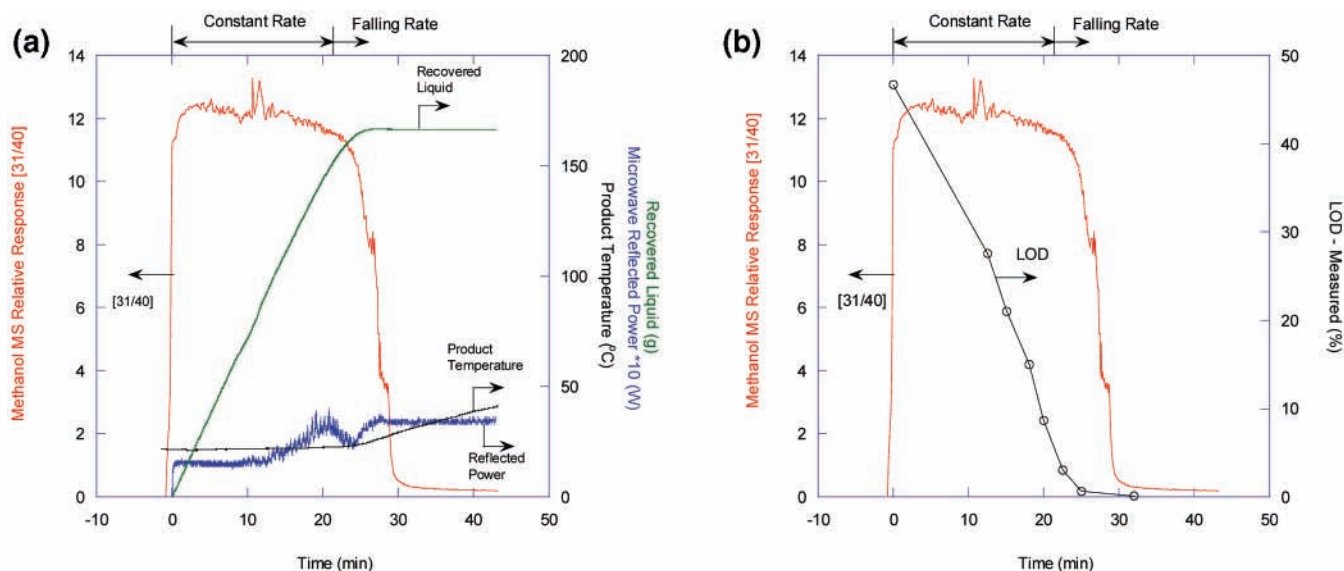 (a)
Constant Rate
Falling Rate
14
12
10
8
6
4
2
0
Methanol MS Relative Response [31/40]
[31/40]
Recovered
Liquid
Product
Temperature
Reflected
Power
200
150
100
50
0
Product Temperature (⁰C)
Microwave Reflected Power *10 (W)
Recovered Liquid (g)
-10
0
10
20
30
40
50
Time (min)
(b)
Constant Rate
Falling Rate
14
12
10
8
6
4
2
0
Methanol MS Relative Response [31/40]
[31/40]
LOD
50
40
30
20
10
0
LOD - Measured (%)
-10
0
10
20
30
40
50
Time (min)